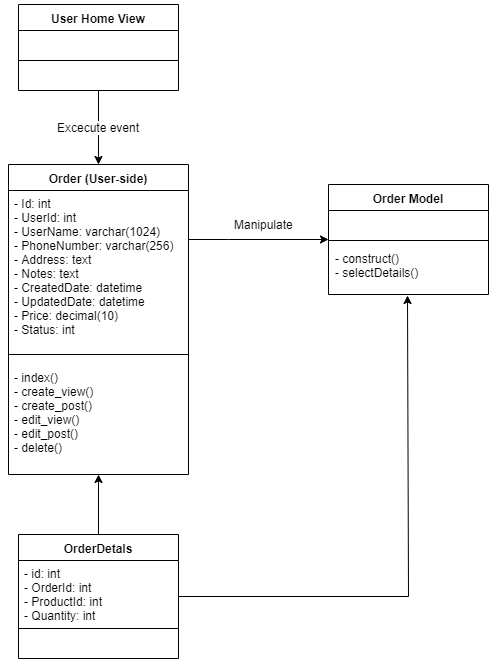 User Home View
Excecute event
Order (User-side)
- Id: int
- UserId: int
- UserName: varchar(1024)
- PhoneNumber: varchar(256)
- Address: text
- Notes: text
- CreatedDate: datetime
- UpdatedDate: datetime
- Price: decimal(10)
- Status: int
- index()
- create_view()
- create_post()
- edit_view()
- edit_post()
- delete()
Manipulate
Order Model
- construct()
- selectDetails()
OrderDetals
- id: int
- OrderId: int
- ProductId: int
- Quantity: int